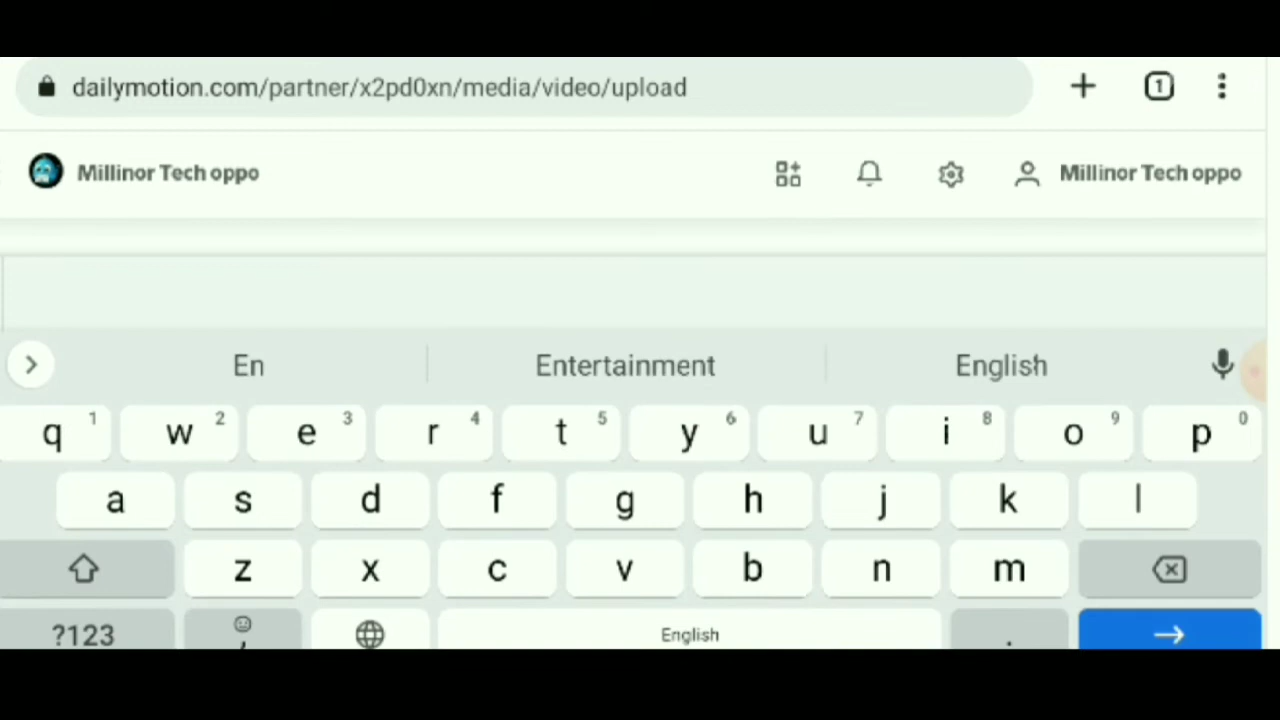 dailymotion.com/partner/x2pd0xn/media/video/upload 1
Millinor Tech oppo Millinor Tech oppo
En Entertainment English
q 1 w 2 e 3 r 4 t 5 y 6 u 7 i 8 o 9 p 0
a s d f g h j k l
z x c v b n m
?123 , English .